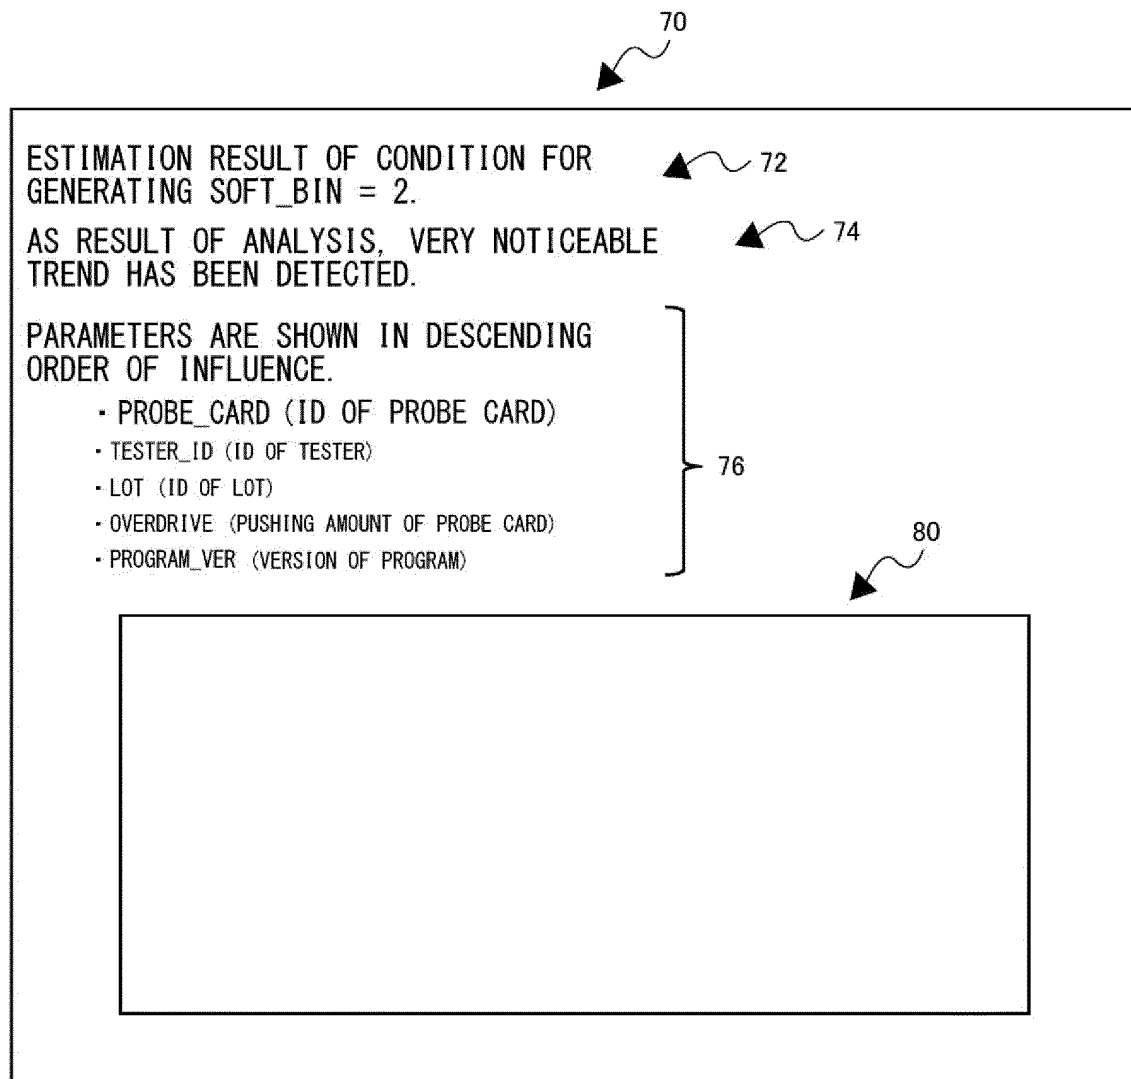 70
ESTIMATION RESULT OF CONDITION FOR
GENERATING SOFT_BIN = 2.
72
AS RESULT OF ANALYSIS, VERY NOTICEABLE
TREND HAS BEEN DETECTED.
74
PARAMETERS ARE SHOWN IN DESCENDING
ORDER OF INFLUENCE.
・PROBE_CARD (ID OF PROBE CARD)
・TESTER_ID (ID OF TESTER)
・LOT (ID OF LOT)
・OVERDRIVE (PUSHING AMOUNT OF PROBE CARD)
・PROGRAM_VER (VERSION OF PROGRAM)
76
80